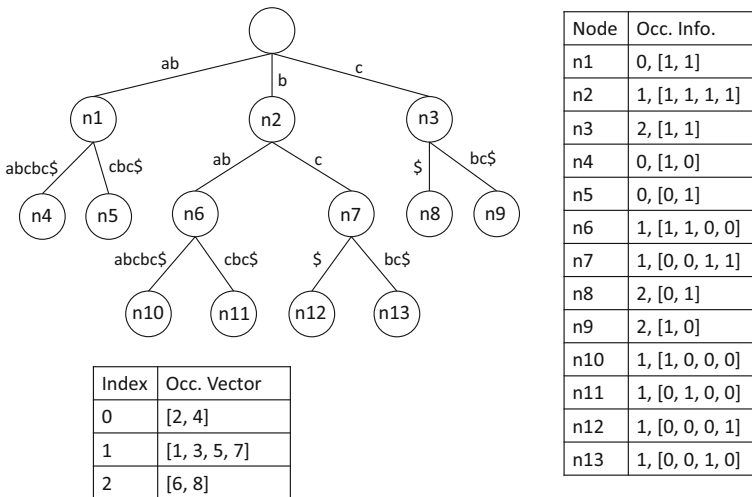 ab
b
c
n1
n2
n3
abcbc$
cbc$
ab
c
$
bc$
n4
n5
n6
n7
n8
n9
abcbc$
cbc$
$
bc$
n10
n11
n12
n13
Index Occ. Vector
0 [2, 4]
1 [1, 3, 5, 7]
2 [6, 8]
Node Occ. Info.
n1 0, [1, 1]
n2 1, [1, 1, 1, 1]
n3 2, [1, 1]
n4 0, [1, 0]
n5 0, [0, 1]
n6 1, [1, 1, 0, 0]
n7 1, [0, 0, 1, 1]
n8 2, [0, 1]
n9 2, [1, 0]
n10 1, [1, 0, 0, 0]
n11 1, [0, 1, 0, 0]
n12 1, [0, 0, 0, 1]
n13 1, [0, 0, 1, 0]